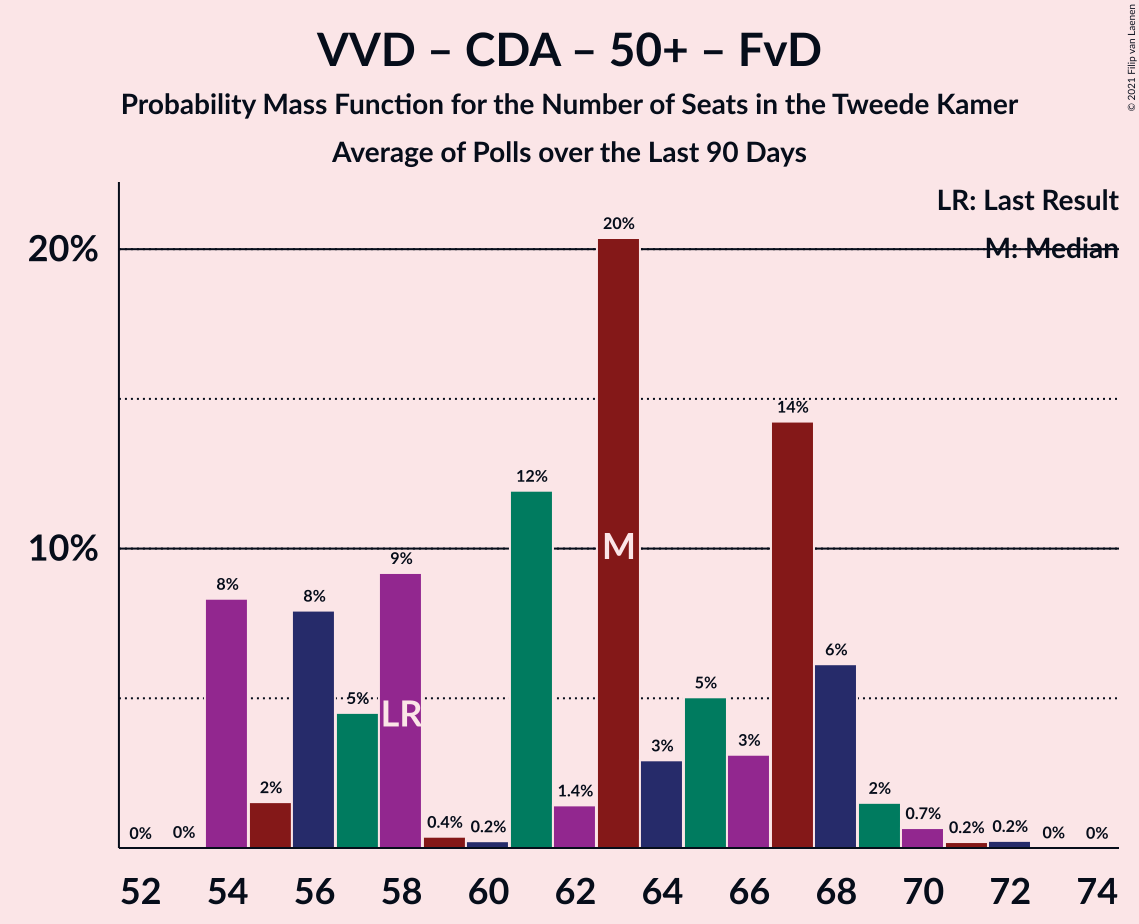 VVD – CDA – 50+ – FvD
Probability Mass Function for the Number of Seats in the Tweede Kamer
Average of Polls over the Last 90 Days
© 2021 Filip van Laenen
LR: Last Result
M: Median
20%
10%
0%
0%
8%
2%
8%
5%
9%
0.4%
0.2%
12%
1.4%
20%
3%
5%
3%
14%
6%
2%
0.7%
0.2%
0.2%
0%
0%
LR
M
52 54 56 58 60 62 64 66 68 70 72 74